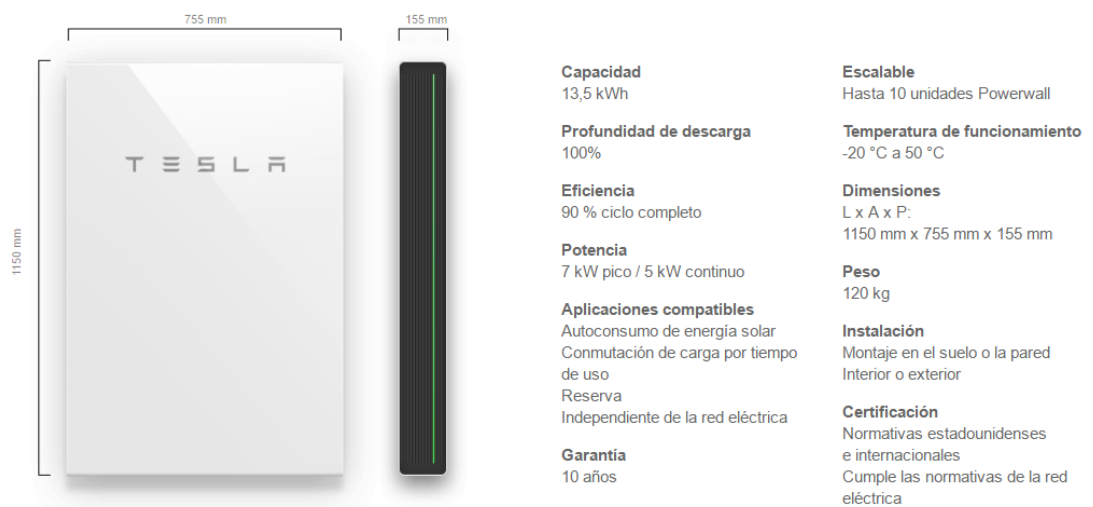 755 mm
155 mm
1150 mm
TESLA
Capacidad
13,5 kWh
Profundidad de descarga
100%
Eficiencia
90 % ciclo completo
Potencia
7 kW pico / 5 kW continuo
Aplicaciones compatibles
Autoconsumo de energía solar
Conmutación de carga por tiempo
de uso
Reserva
Independiente de la red eléctrica
Garantía
10 años
Escalable
Hasta 10 unidades Powerwall
Temperatura de funcionamiento
-20 °C a 50 °C
Dimensiones
L x A x P:
1150 mm x 755 mm x 155 mm
Peso
120 kg
Instalación
Montaje en el suelo o la pared
Interior o exterior
Certificación
Normativas estadounidenses
e internacionales
Cumple las normativas de la red
eléctrica